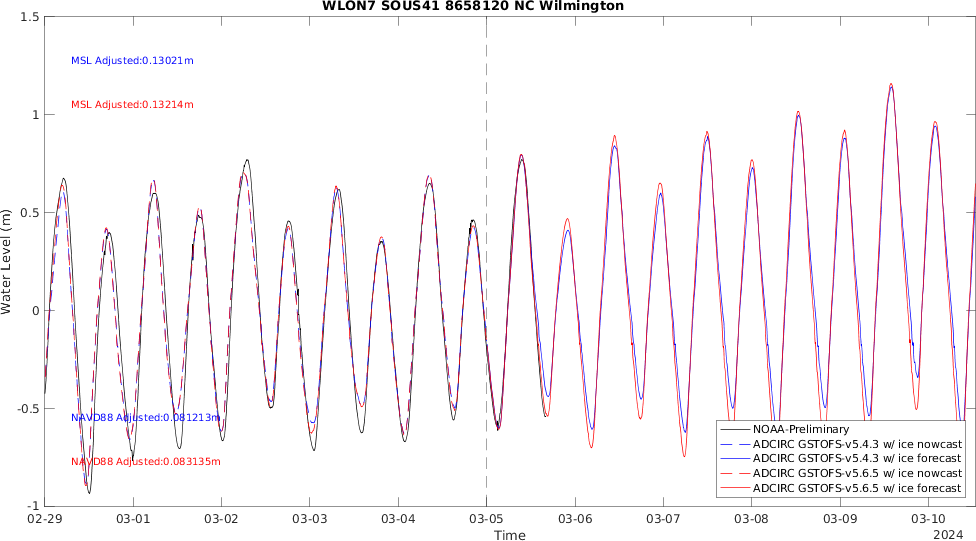 WLON7 SOUS41 8658120 NC Wilmington
1.5
MSL Adjusted:0.13021m
MSL Adjusted:0.13214m
1
0.5
Water Level (m)
0
-0.5
NAVD88 Adjusted:0.081213m
NAVD88 Adjusted:0.083135m
NOAA-Preliminary
ADCIRC GSTOFS-v5.4.3 w/ ice nowcast
ADCIRC GSTOFS-v5.4.3 w/ ice forecast
ADCIRC GSTOFS-v5.6.5 w/ ice nowcast
ADCIRC GSTOFS-v5.6.5 w/ ice forecast
-1
02-29 03-01 03-02 03-03 03-04 03-05 03-06 03-07 03-08 03-09 03-10
Time
2024